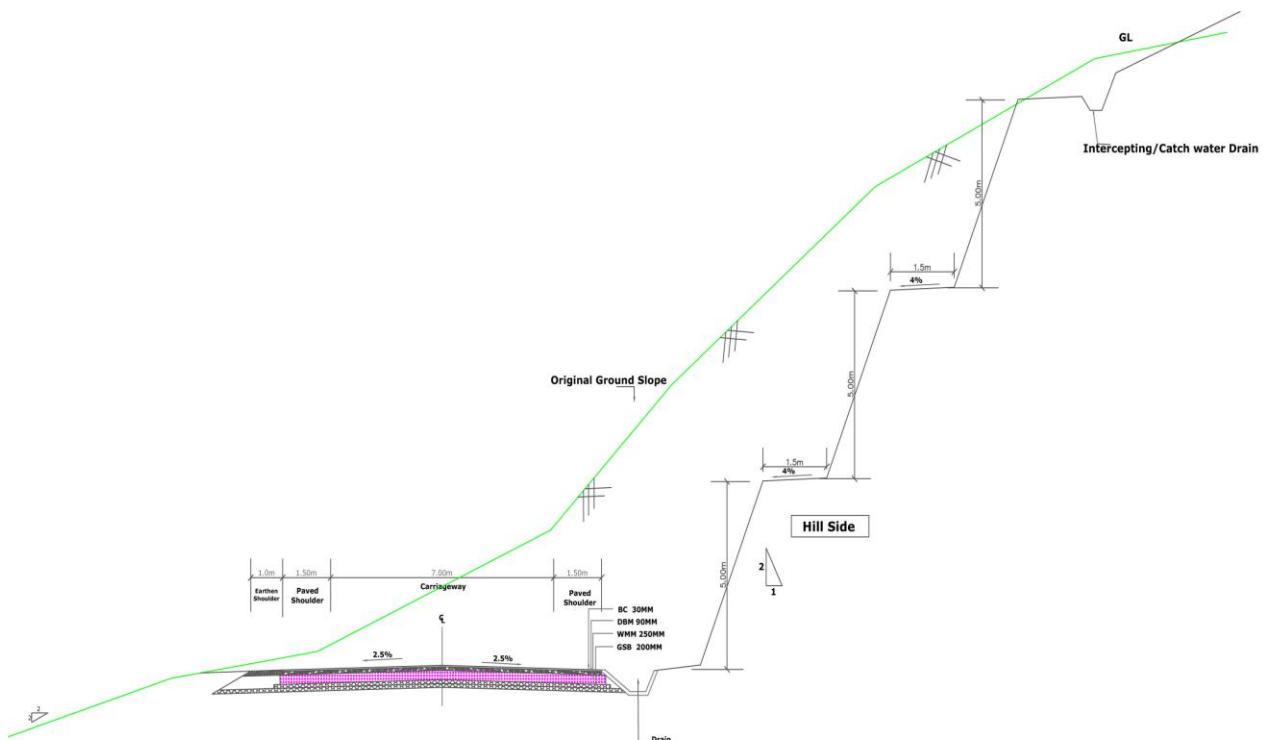 GL
Intercepting/Catch water Drain
5.00m
1.5m
4%
Original Ground Slope
5.00m
1.5m
4%
Hill Side
5.00m
2
1
1.0m
1.50m
7.00m
1.50m
Earthen
Shoulder
Paved
Shoulder
Carriageway
Paved
Shoulder
BC 30MM
DBM 90MM
WMM 250MM
GSB 200MM
℄
2.5%
2.5%
2
2
Drain